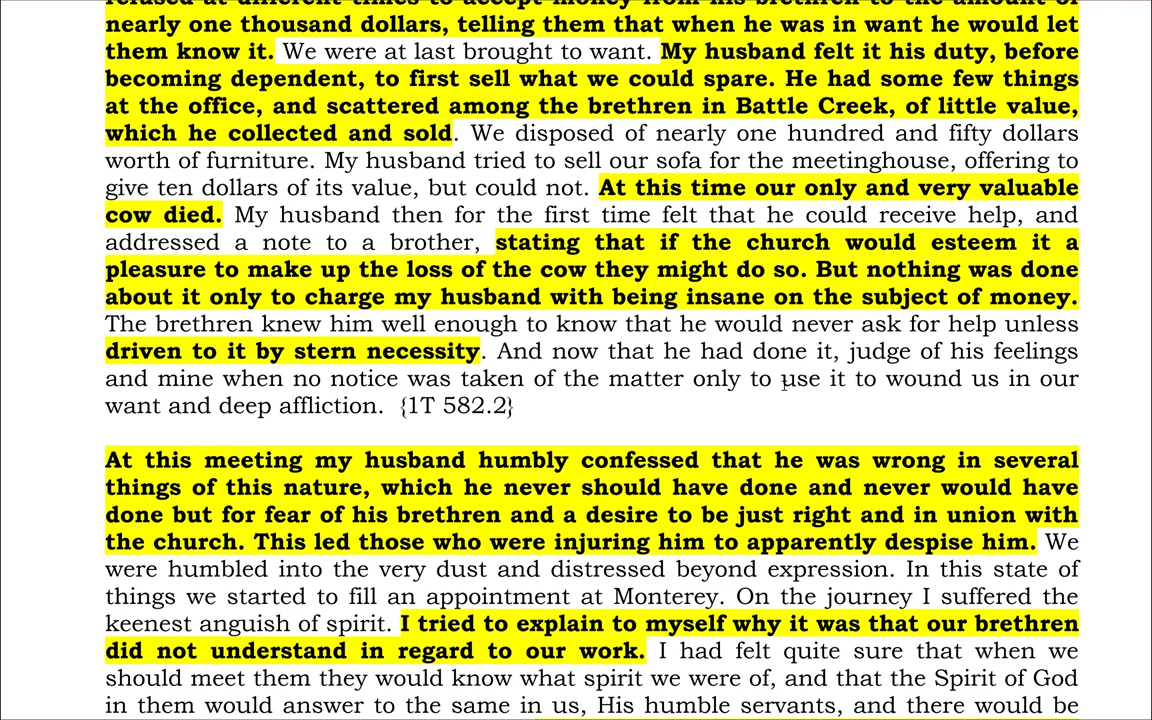 refused at different times to accept money from his brethren to the amount of
nearly one thousand dollars, telling them that when he was in want he would let
them know it. We were at last brought to want. My husband felt it his duty, before
becoming dependent, to first sell what we could spare. He had some few things
at the office, and scattered among the brethren in Battle Creek, of little value,
which he collected and sold. We disposed of nearly one hundred and fifty dollars
worth of furniture. My husband tried to sell our sofa for the meetinghouse, offering to
give ten dollars of its value, but could not. At this time our only and very valuable
cow died. My husband then for the first time felt that he could receive help, and
addressed a note to a brother, stating that if the church would esteem it a
pleasure to make up the loss of the cow they might do so. But nothing was done
about it only to charge my husband with being insane on the subject of money.
The brethren knew him well enough to know that he would never ask for help unless
driven to it by stern necessity. And now that he had done it, judge of his feelings
and mine when no notice was taken of the matter only to use it to wound us in our
want and deep affliction. {1T 582.2}
At this meeting my husband humbly confessed that he was wrong in several
things of this nature, which he never should have done and never would have
done but for fear of his brethren and a desire to be just right and in union with
the church. This led those who were injuring him to apparently despise him. We
were humbled into the very dust and distressed beyond expression. In this state of
things we started to fill an appointment at Monterey. On the journey I suffered the
keenest anguish of spirit. I tried to explain to myself why it was that our brethren
did not understand in regard to our work. I had felt quite sure that when we
should meet them they would know what spirit we were of, and that the Spirit of God
in them would answer to the same in us, His humble servants, and there would be